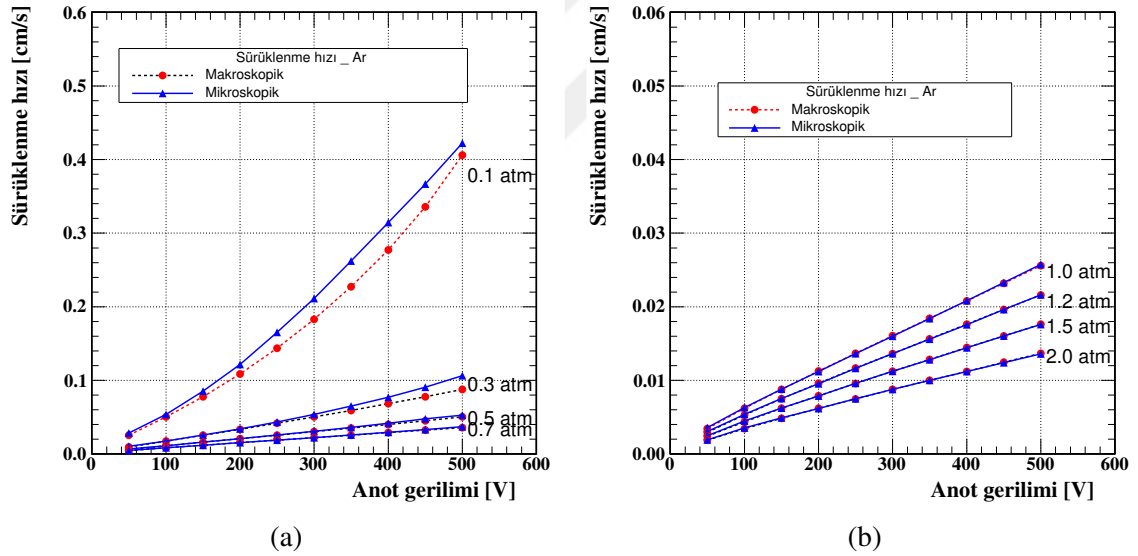 Sürüklenme hızı [cm/s]
0.6
0.5
0.4
0.3
0.2
0.1
0.0
Sürüklenme hızı _ Ar
Makroskopik
Mikroskopik
0.1 atm
0.3 atm
0.5 atm
0.7 atm
0 100 200 300 400 500 600
Anot gerilimi [V]
(a)
Sürüklenme hızı [cm/s]
0.06
0.05
0.04
0.03
0.02
0.01
0.00
Sürüklenme hızı _ Ar
Makroskopik
Mikroskopik
1.0 atm
1.2 atm
1.5 atm
2.0 atm
0 100 200 300 400 500 600
Anot gerilimi [V]
(b)